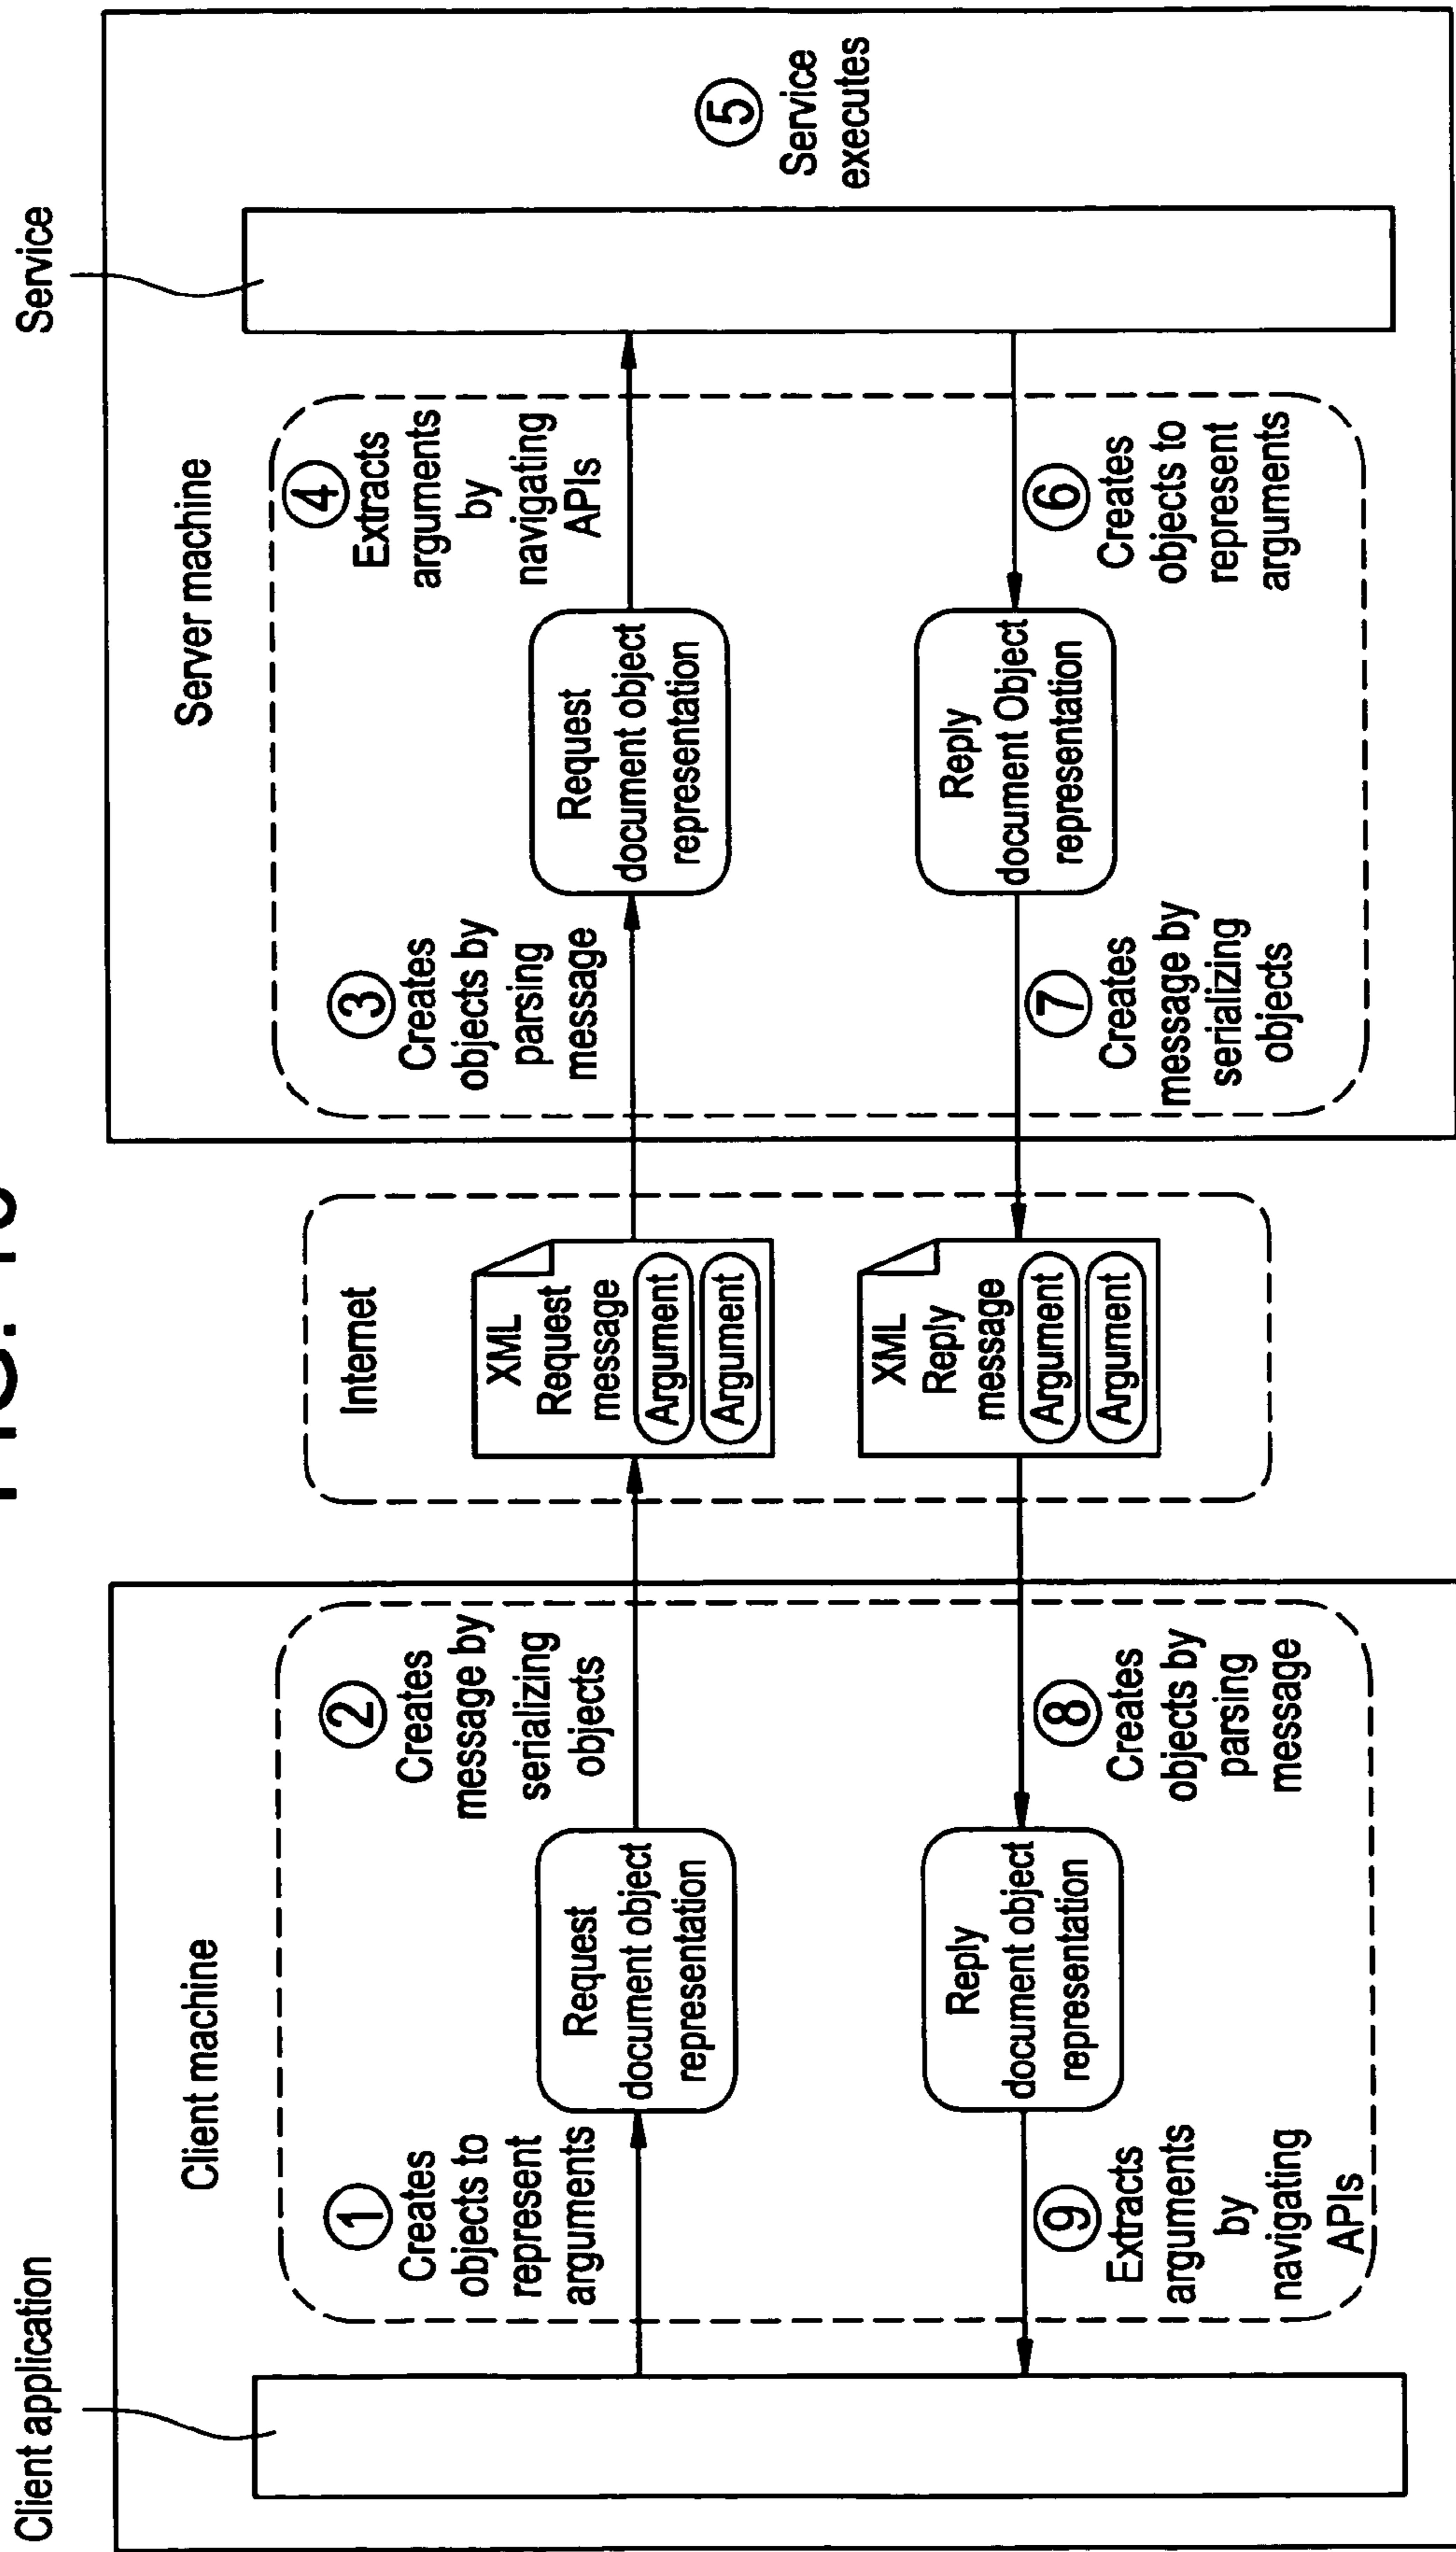 FIG.
Client application
Service
Client machine
Internet
Server machine
1
Creates
objects to
represent
arguments
Request
document object
representation
2
Creates
message by
serializing
objects
XML
Request
message
Argument
Argument
3
Creates
objects by
parsing
message
Request
document object
representation
4
Extracts
arguments
by
navigating
APIs
5
Service
executes
6
Creates
objects to
represent
arguments
Reply
document Object
representation
7
Creates
message by
serializing
objects
XML
Reply
message
Argument
Argument
8
Creates
objects by
parsing
message
Reply
document object
representation
9
Extracts
arguments
by
navigating
APIs